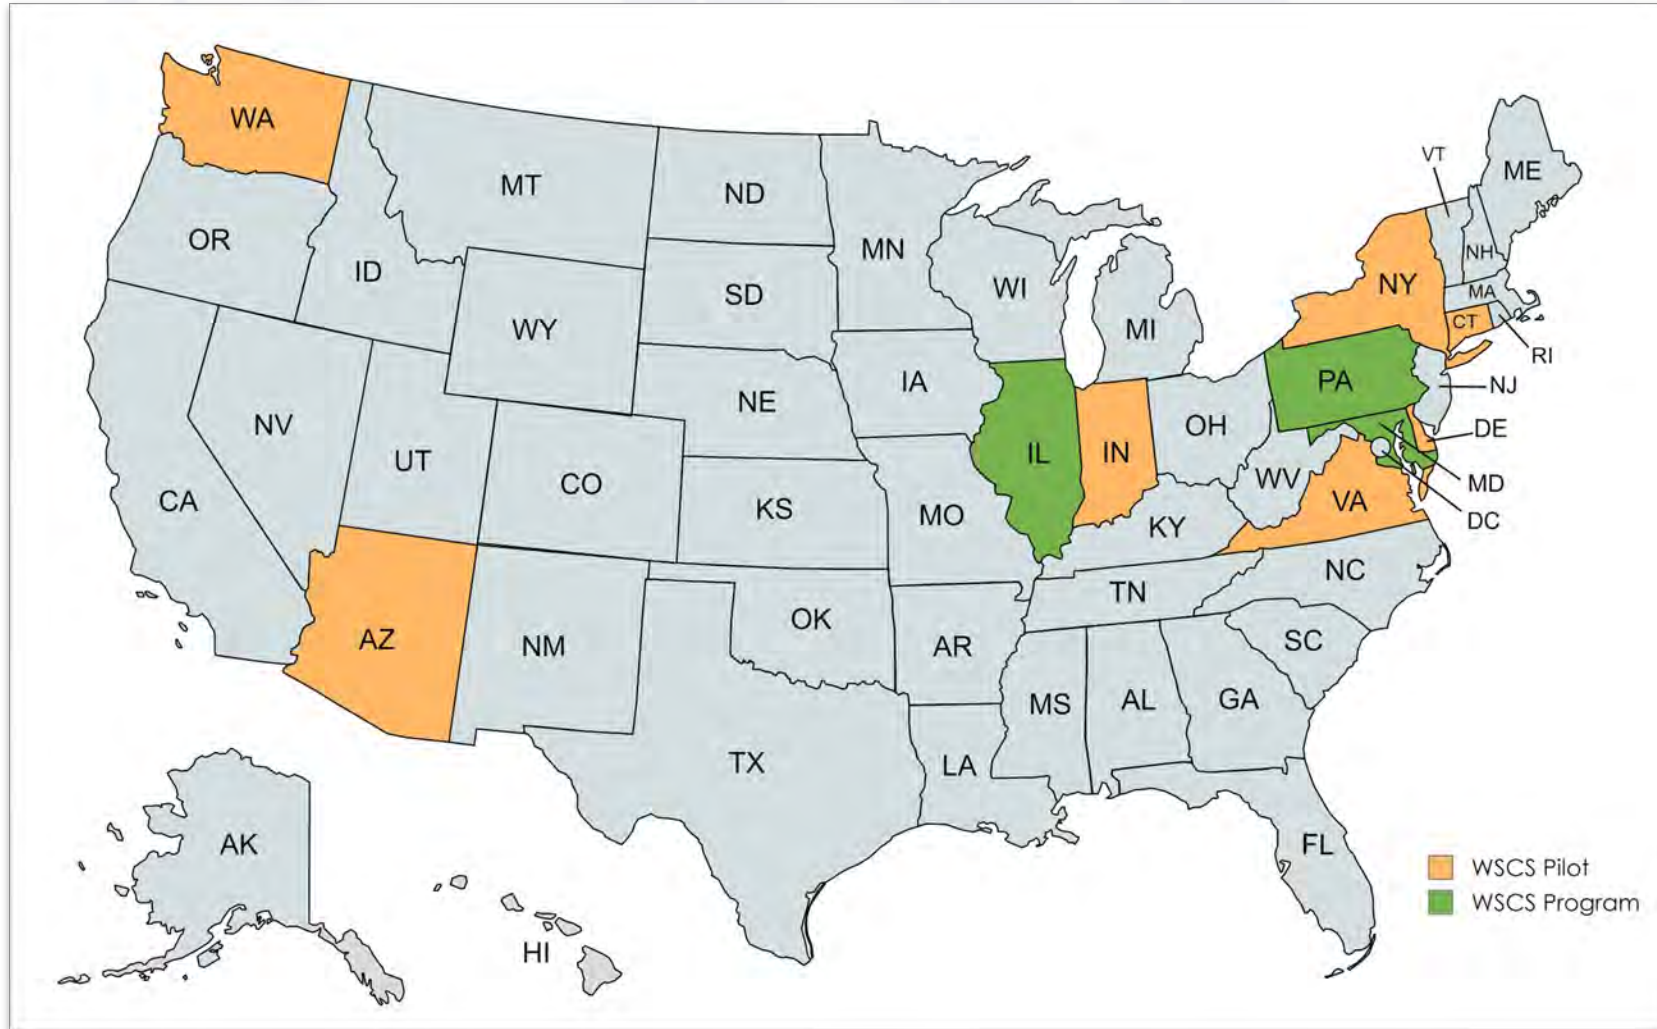 WA
MT
ND
MN
VT
ME
OR
ID
SD
WI
MI
NY
NH
MA
CT
RI
WY
IA
NE
PA
NJ
NV
UT
CO
KS
MO
IL
IN
OH
WV
VA
DE
MD
DC
CA
KY
AZ
NM
OK
AR
TN
NC
SC
MS
AL
GA
TX
LA
FL
AK
HI
WSCS Pilot
WSCS Program